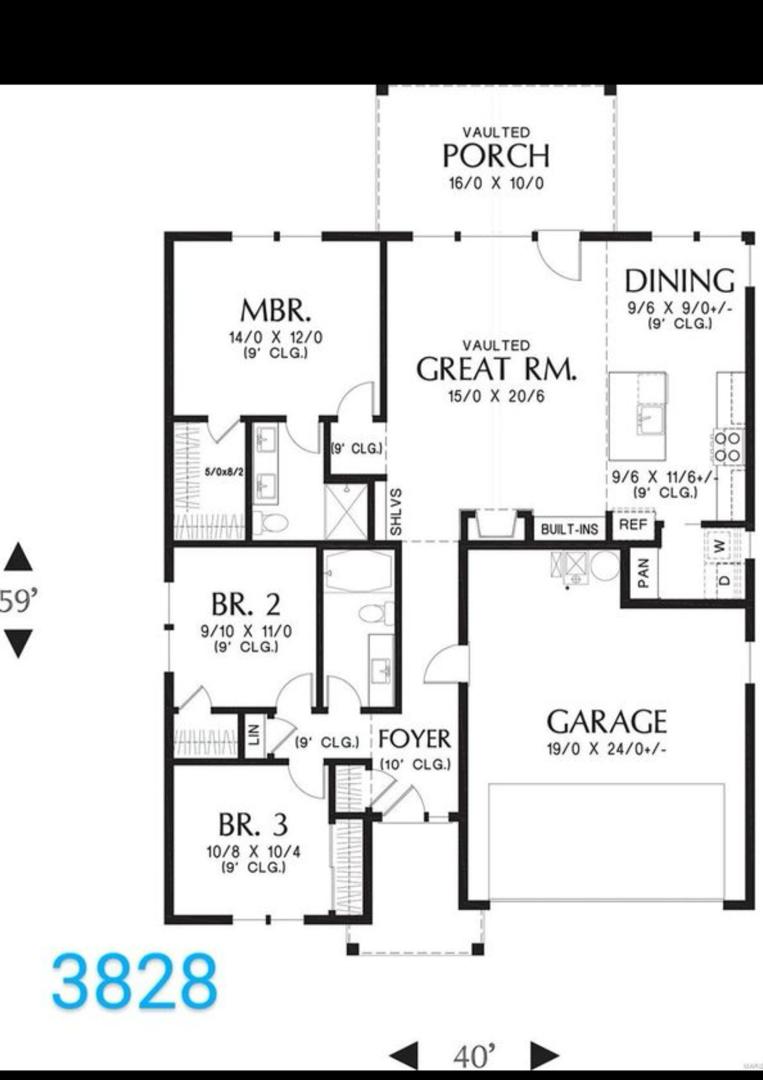 VAULTED
PORCH
16/0 X 10/0
MBR.
14/0 X 12/0
(9' CLG.)
DINING
9/6 X 9/0+/-
(9' CLG.)
VAULTED
GREAT RM.
15/0 X 20/6
5/0x8/2
(9' CLG.)
9/6 X 11/6+/-
(9' CLG.)
SHLVS
BUILT-INS
REF
PAN
W
D
59'
BR. 2
9/10 X 11/0
(9' CLG.)
LIN
(9' CLG.)
FOYER
(10' CLG.)
GARAGE
19/0 X 24/0+/-
BR. 3
10/8 X 10/4
(9' CLG.)
3828
40'